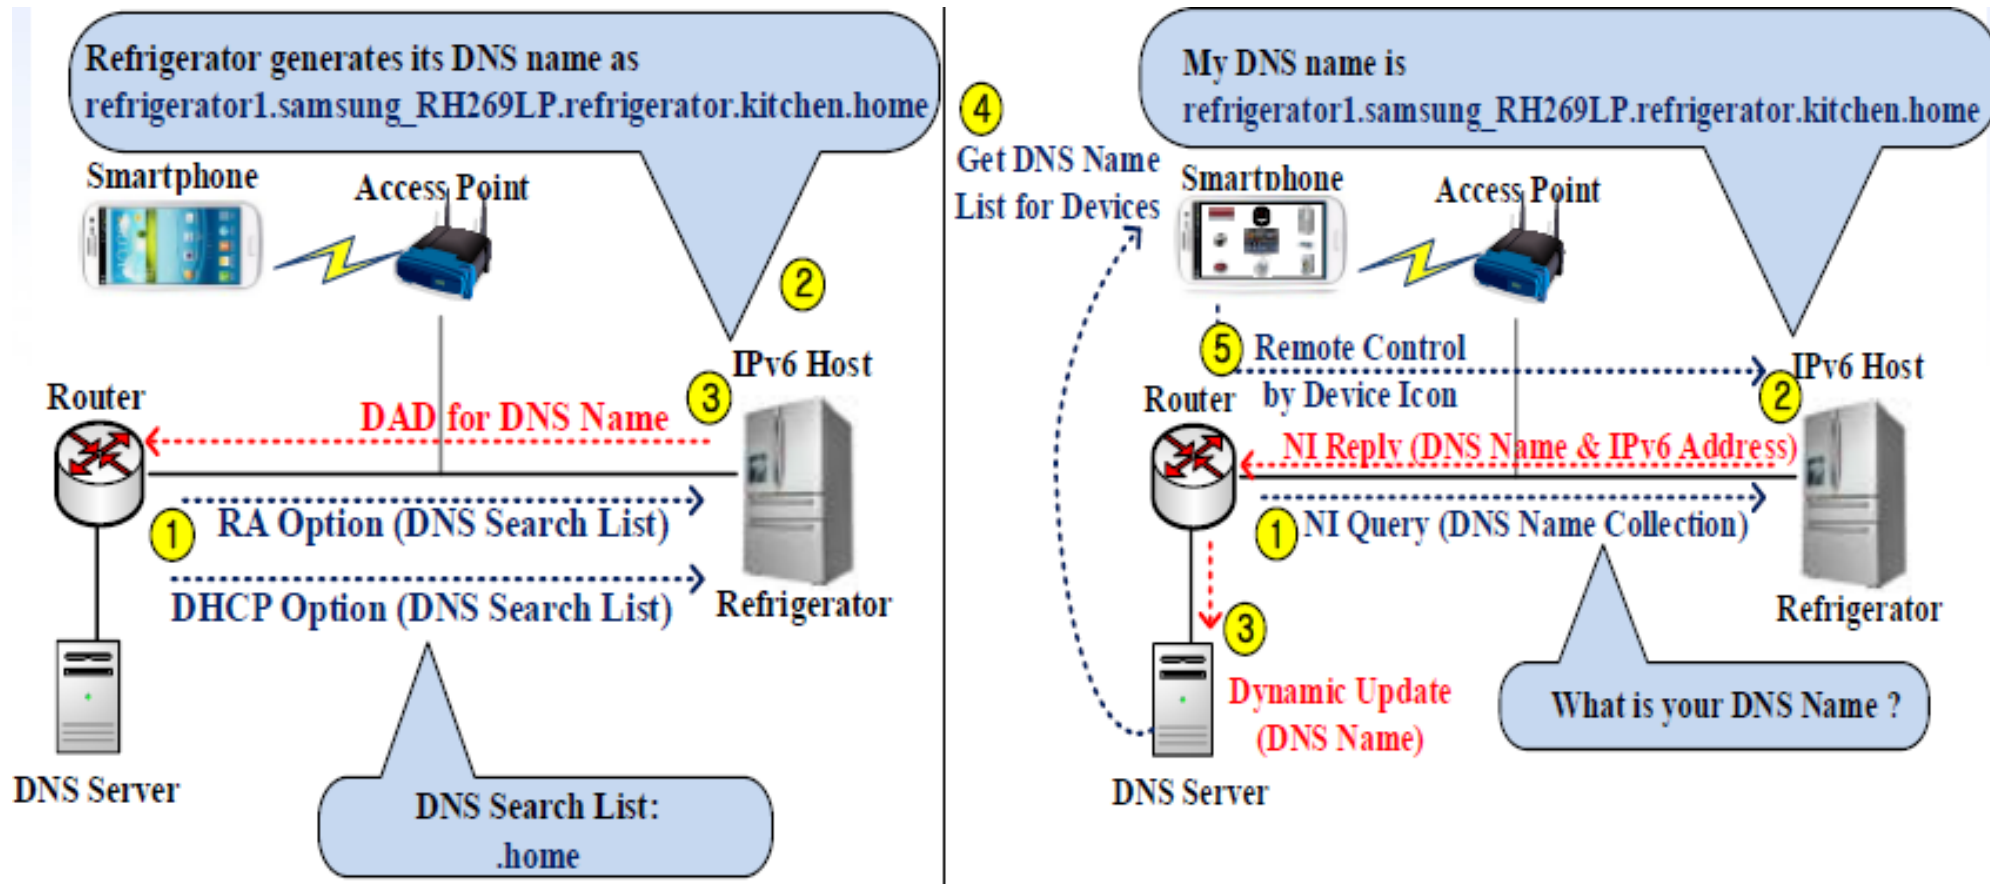 Refrigerator generates its DNS name as
refrigerator1.samsung_RH269LP.refrigerator.kitchen.home
Smartphone
Access Point
2
IPv6 Host
3
Router
DAD for DNS Name
1
RA Option (DNS Search List)
DHCP Option (DNS Search List)
Refrigerator
DNS Server
DNS Search List:
.home
My DNS name is
refrigerator1.samsung_RH269LP.refrigerator.kitchen.home
4
Get DNS Name
List for Devices
Smartphone
Access Point
5
Remote Control
by Device Icon
IPv6 Host
2
Router
NI Reply (DNS Name & IPv6 Address)
1
NI Query (DNS Name Collection)
Refrigerator
3
Dynamic Update
(DNS Name)
What is your DNS Name ?
DNS Server